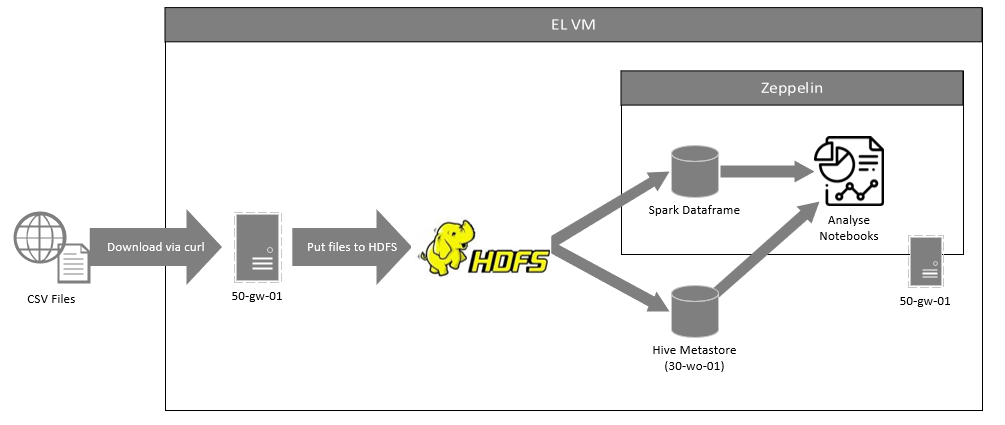 EL VM
Zeppelin
Spark Dataframe
Analyse
Notebooks
Download via curl
Put files to HDFS
HDFS
CSV Files
50-gw-01
50-gw-01
Hive Metastore
(30-wo-01)